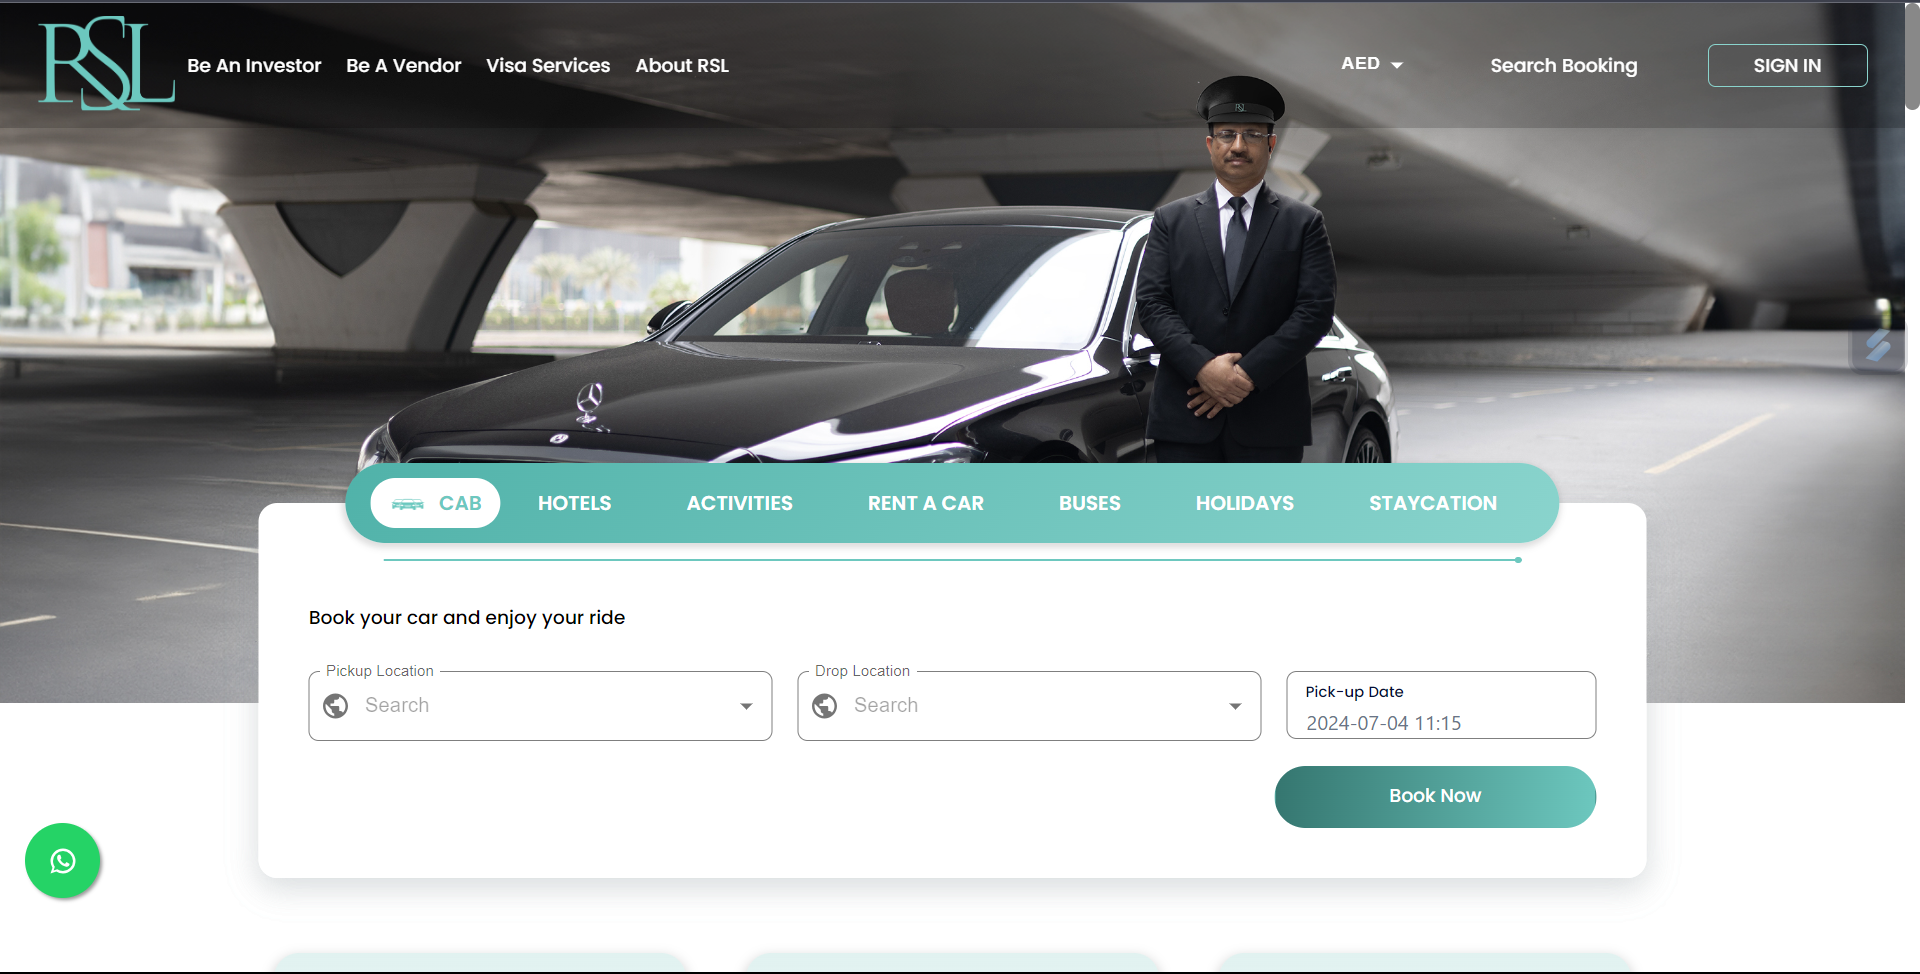 RSL
Be An Investor
Be A Vendor
Visa Services
About RSL
AED
Search Booking
SIGN IN
RSL
CAB
HOTELS
ACTIVITIES
RENT A CAR
BUSES
HOLIDAYS
STAYCATION
Book your car and enjoy your ride
Pickup Location
Search
Drop Location
Search
Pick-up Date
2024-07-04 11:15
Book Now